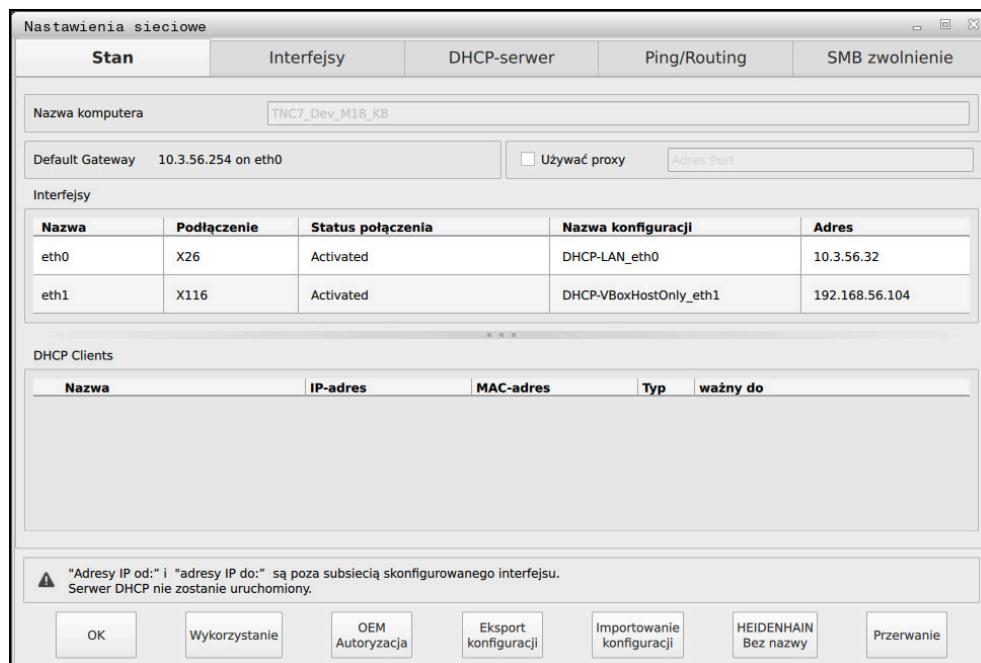 Nastawienia sieciowe
Stan Interfejsy DHCP-serwer Ping/Routing SMB zwolnienie
Nazwa komputera TNC7_Dev_M18_KB
Default Gateway 10.3.56.254 on eth0 Używać proxy Adres:Port
Interfejsy
Nazwa Podłączenie Status połączenia Nazwa konfiguracji Adres
eth0 X26 Activated DHCP-LAN_eth0 10.3.56.32
eth1 X116 Activated DHCP-VBoxHostOnly_eth1 192.168.56.104
DHCP Clients
Nazwa IP-adres MAC-adres Typ ważny do
"Adresy IP od:” i "adresy IP do:” są poza subsiecią skonfigurowanego interfejsu.
Serwer DHCP nie zostanie uruchomiony.
OK
Wykorzystanie
OEM
Autoryzacja
Eksport
konfiguracji
Importowanie
konfiguracji
HEIDENHAIN
Bez nazwy
Przerwanie